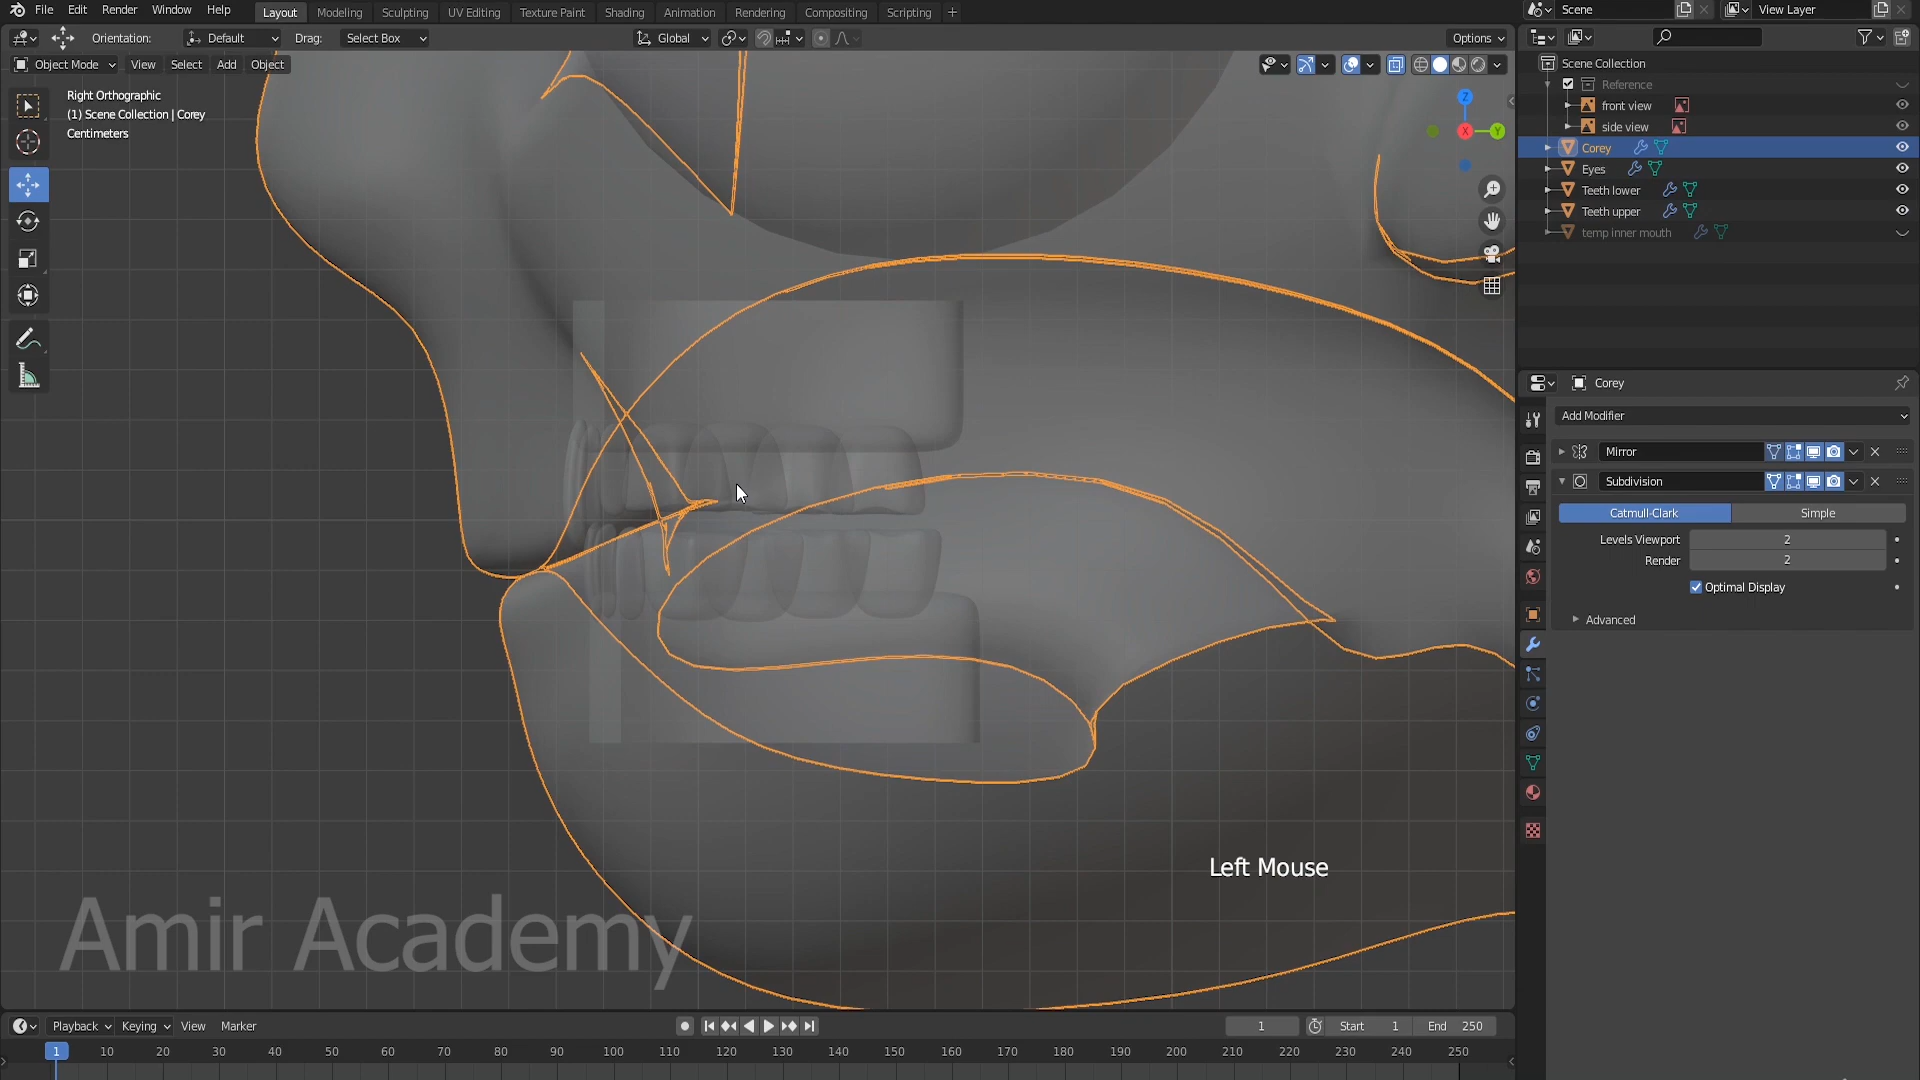 File Edit Render Window Help Layout Modeling Sculpting UV Editing Texture Paint Shading Animation Rendering Compositing Scripting + Scene View Layer
Orientation: Default Drag: Select Box Global Options
Object Mode View Select Add Object
Right Orthographic
(1) Scene Collection | Corey
Centimeters
Z
X
Y
Scene Collection
Reference
front view
side view
Corey
Eyes
Teeth lower
Teeth upper
temp inner mouth
Corey
Add Modifier
Mirror
Subdivision
Catmull-Clark Simple
Levels Viewport 2
Render 2
Optimal Display
Advanced
Left Mouse
Amir Academy
Playback Keying View Marker 1 Start 1 End 250
1 10 20 30 40 50 60 70 80 90 100 110 120 130 140 150 160 170 180 190 200 210 220 230 240 250